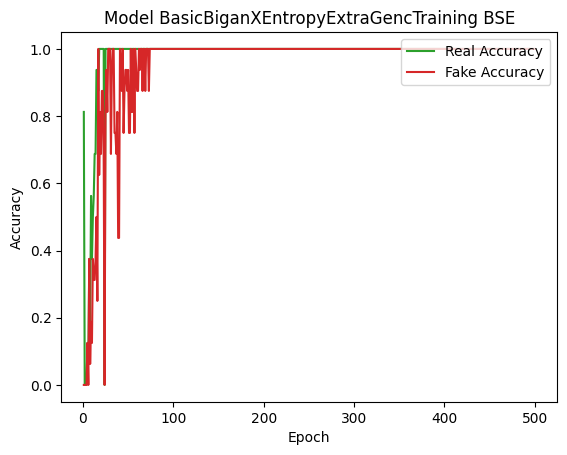 Model BasicBiganXEntropyExtraGencTraining BSE
Real Accuracy
Fake Accuracy
Accuracy
1.0
0.8
0.6
0.4
0.2
0.0
0 100 200 300 400 500
Epoch